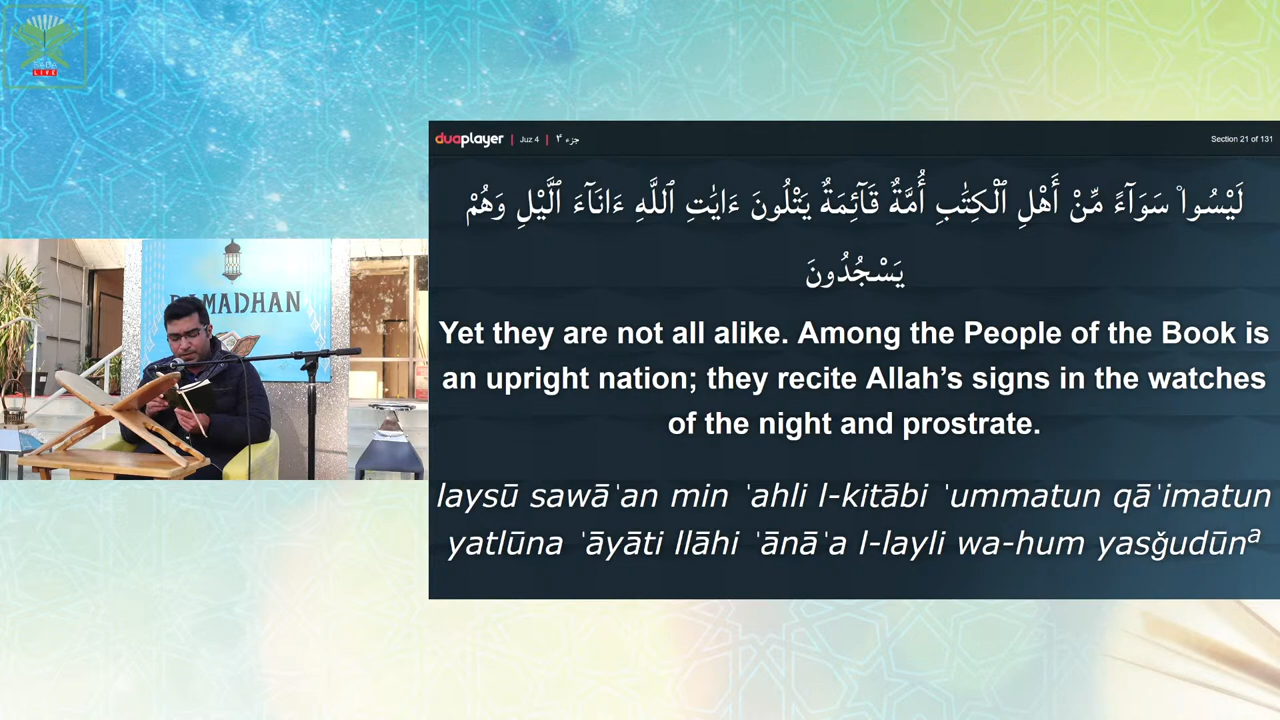 LIVE
RAMADHAN
duaplayer | Juz 4 | جزء ۴
Section 21 of 131
لَيْسُوا۟ سَوَآءً مِّنْ أَهْلِ ٱلْكِتَٰبِ أُمَّةٌ قَآئِمَةٌ يَتْلُونَ ءَايَٰتِ ٱللَّهِ ءَانَآءَ ٱلَّيْلِ وَهُمْ
يَسْجُدُونَ
Yet they are not all alike. Among the People of the Book is
an upright nation; they recite Allah’s signs in the watches
of the night and prostrate.
laysū sawāʾan min ʾahli l-kitābi ʾummatun qāʾimatun
yatlūna ʾāyāti llāhi ʾānāʾa l-layli wa-hum yasǧudūnᵃ